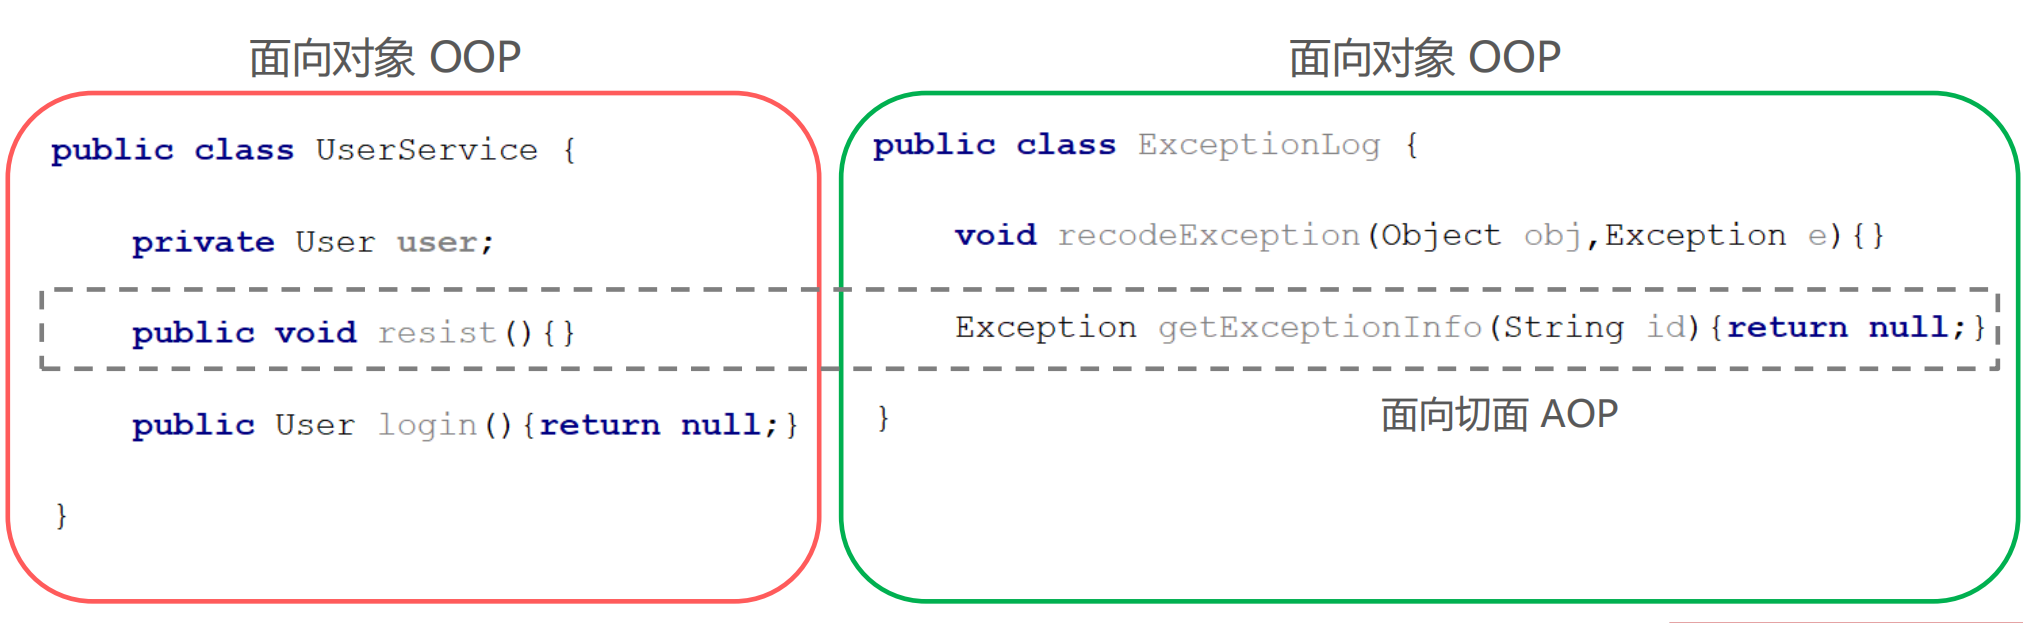 面向对象 OOP
public class UserService {
private User user;
public void resist(){}
public User login(){return null;}
}
面向对象 OOP
public class ExceptionLog {
void recodeException(Object obj,Exception e){}
Exception getExceptionInfo(String id){return null;}
}
面向切面 AOP